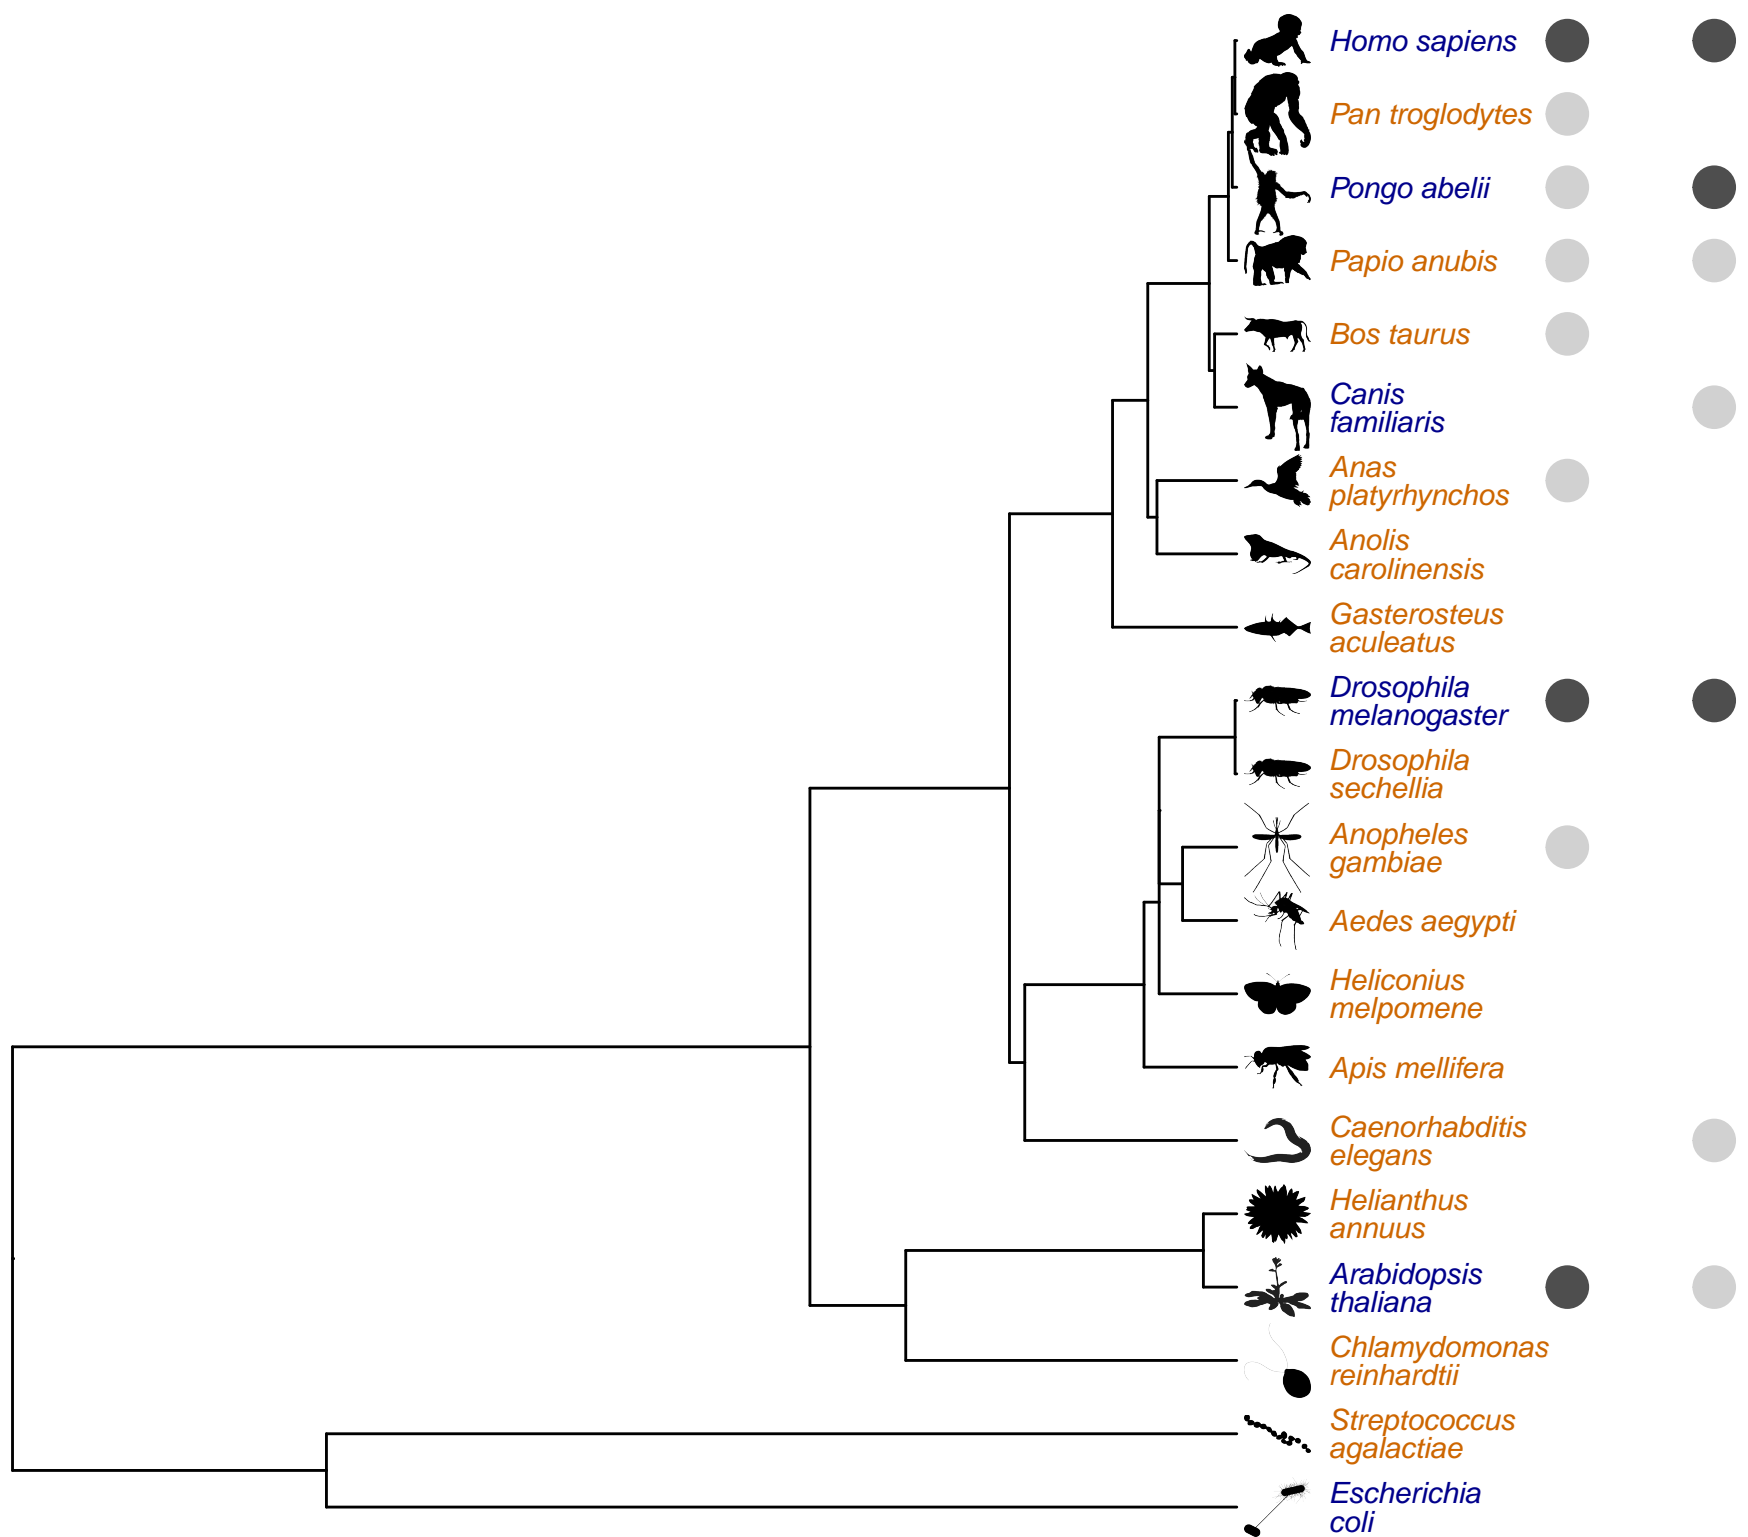 Homo sapiens
Pan troglodytes
Pongo abelii
Papio anubis
Bos taurus
Canis
familiaris
Anas
platyrhynchos
Anolis
carolinensis
Gasterosteus
aculeatus
Drosophila
melanogaster
Drosophila
sechellia
Anopheles
gambiae
Aedes aegypti
Heliconius
melpomene
Apis mellifera
Caenorhabditis
elegans
Helianthus
annuus
Arabidopsis
thaliana
Chlamydomonas
reinhardtii
Streptococcus
agalactiae
Escherichia
coli